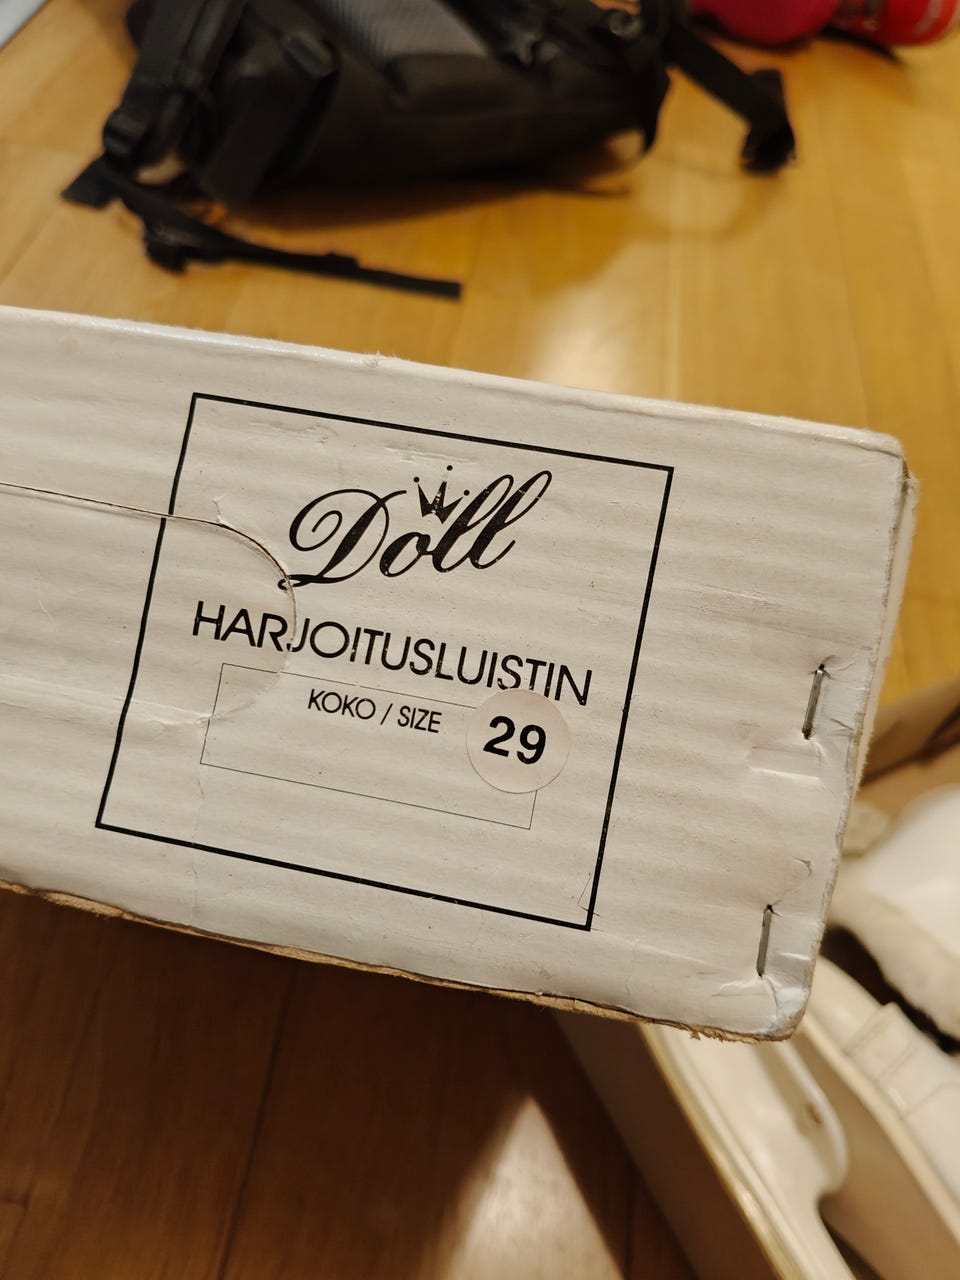 Doll
HARJOITUSLUISTIN
KOKO / SIZE
29